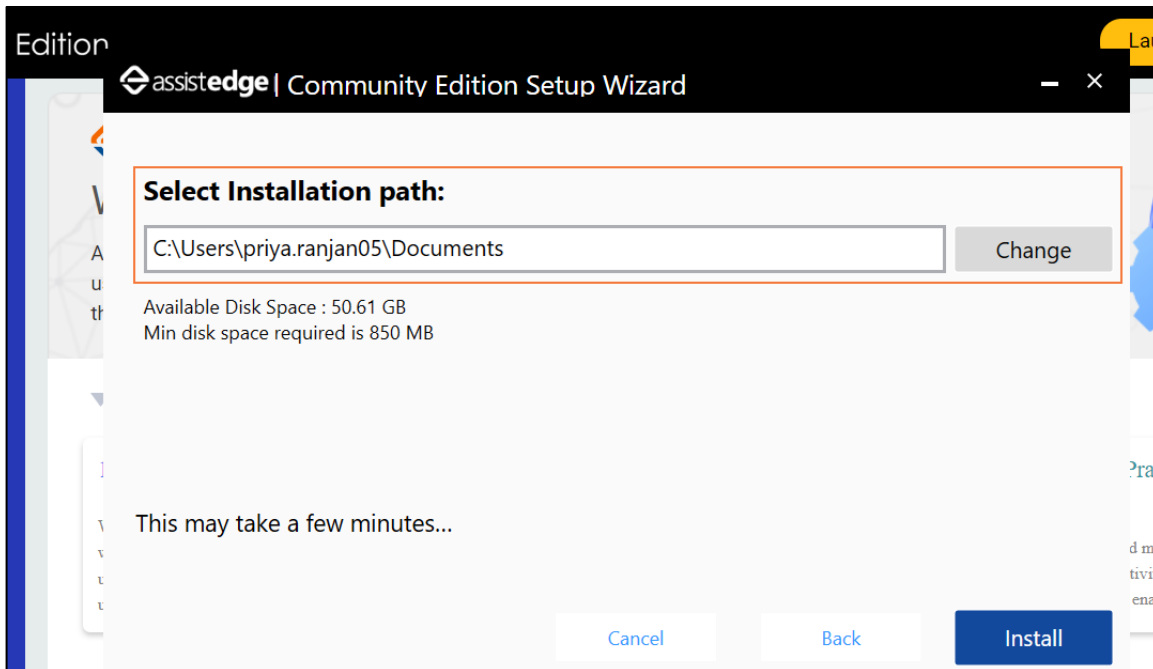 Edition
assistedge | Community Edition Setup Wizard
Select Installation path:
C:\Users\priya.ranjan05\Documents
Change
Available Disk Space : 50.61 GB
Min disk space required is 850 MB
This may take a few minutes...
Cancel
Back
Install